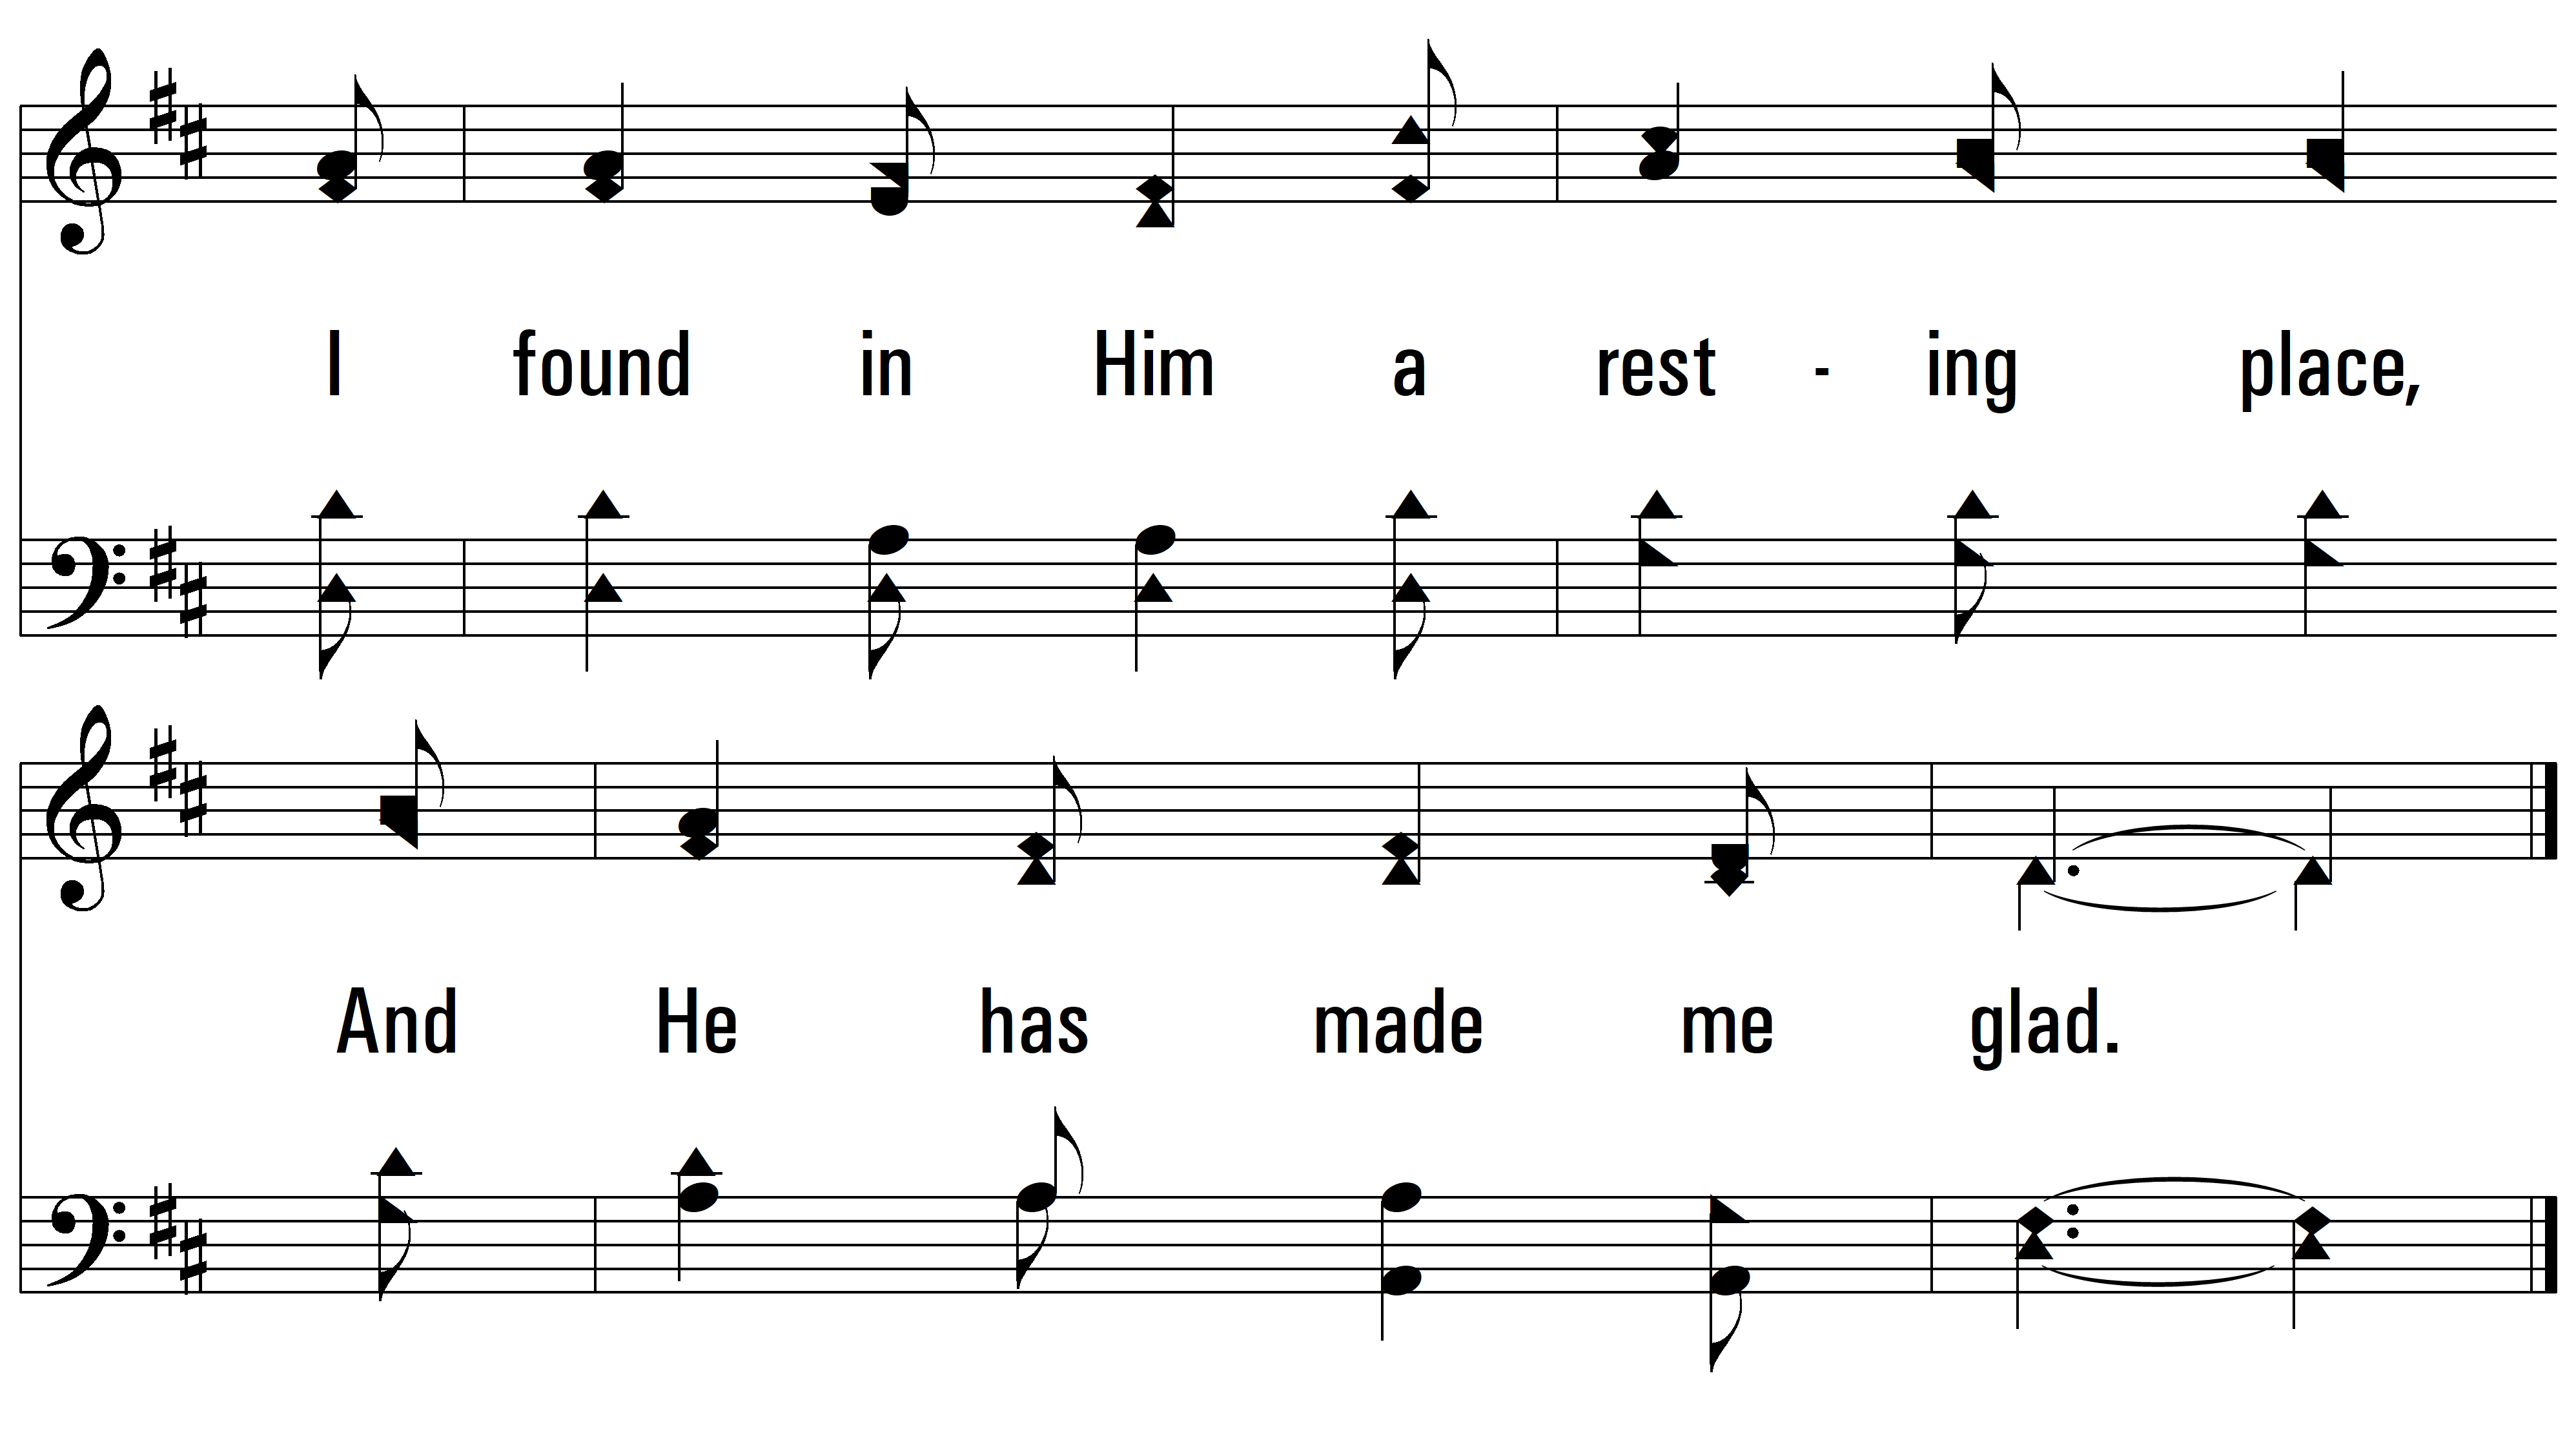 I found in Him a rest - ing place,
And He has made me glad.